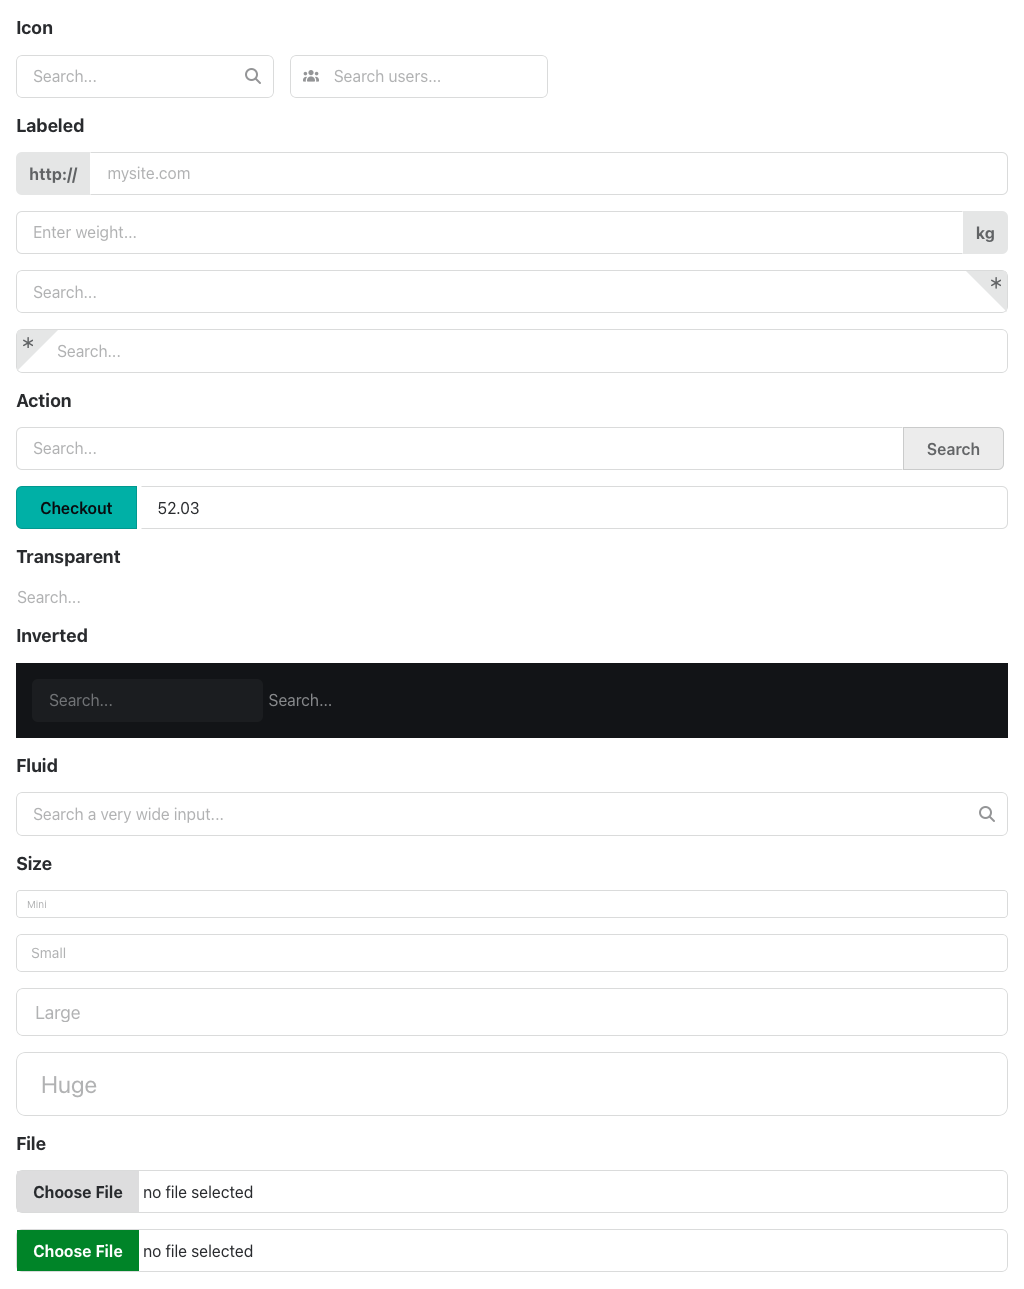 Icon
Search... Search users...
Labeled
http:// mysite.com
Enter weight... kg
Search... *
* Search...
Action
Search... Search
Checkout 52.03
Transparent
Search...
Inverted
Search... Search...
Fluid
Search a very wide input...
Size
Mini
Small
Large
Huge
File
Choose File no file selected
Choose File no file selected